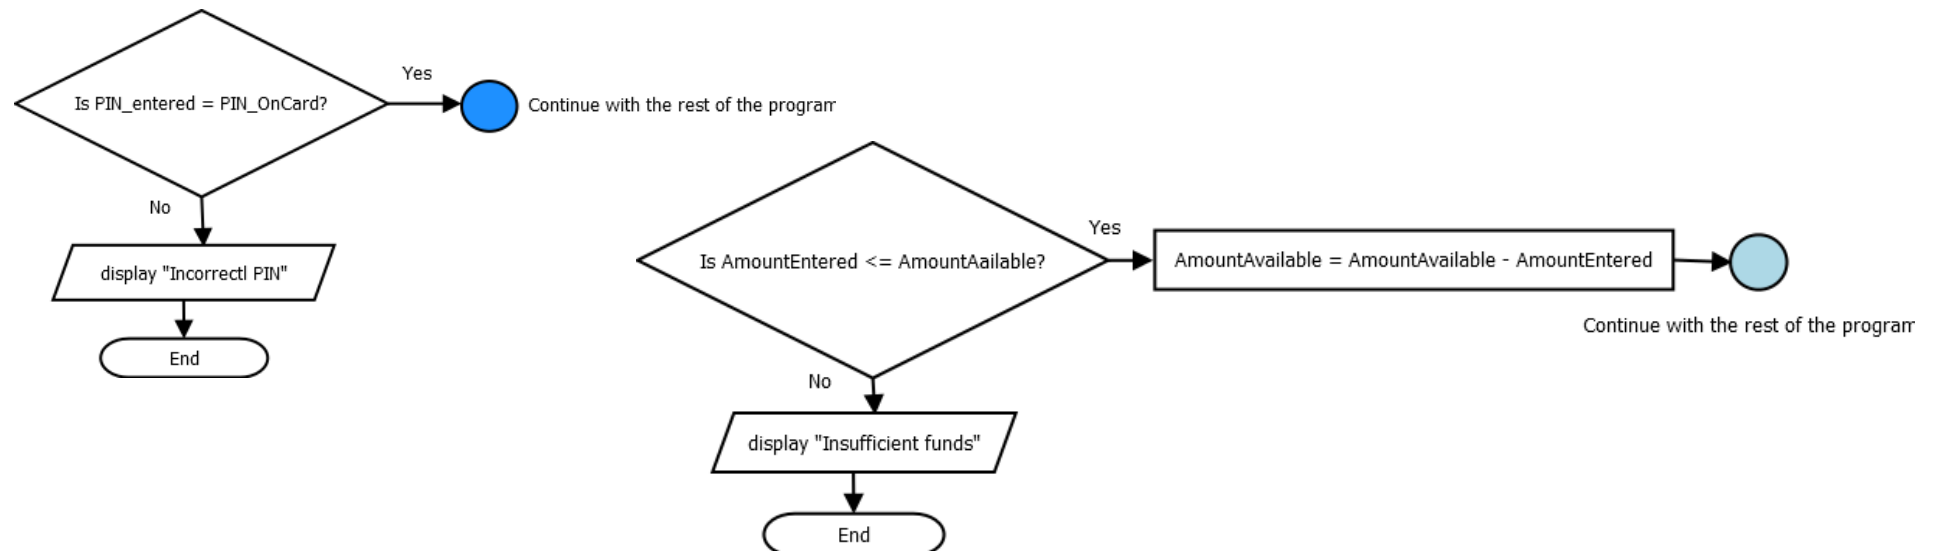 Is PIN_entered = PIN_OnCard?
Yes
Continue with the rest of the program
No
display "Incorrectl PIN"
End
Is AmountEntered <= AmountAailable?
Yes
AmountAvailable = AmountAvailable - AmountEntered
Continue with the rest of the program
No
display "Insufficient funds"
End